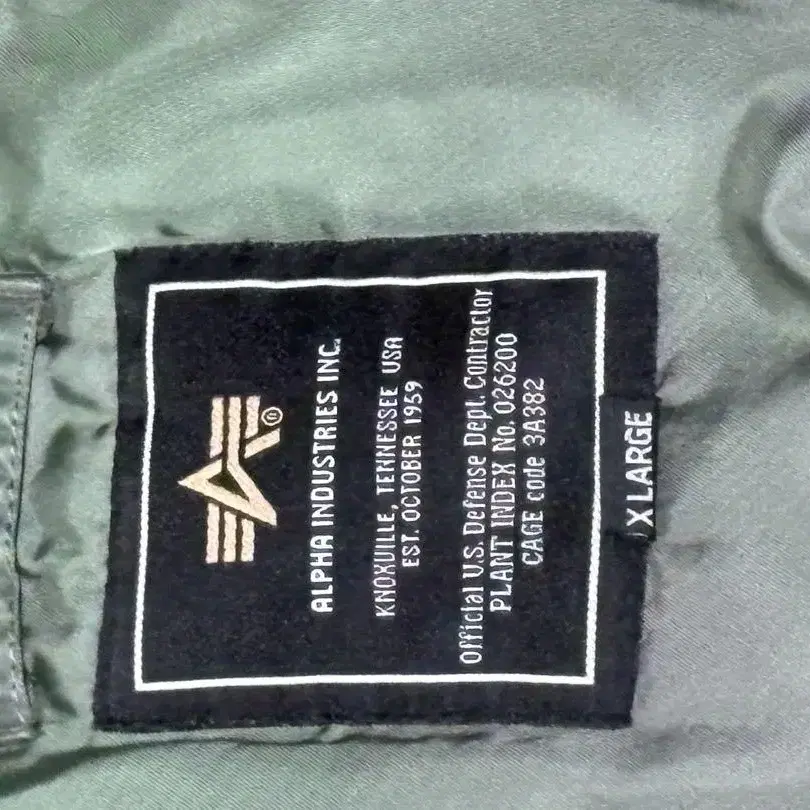 ALPHA INDUSTRIES INC.
KNOXVILLE, TENNESSEE USA
EST. OCTOBER 1959
Official U.S. Defense Dept. Contractor
PLANT INDEX No. 026200
CAGE code 3A382
X LARGE